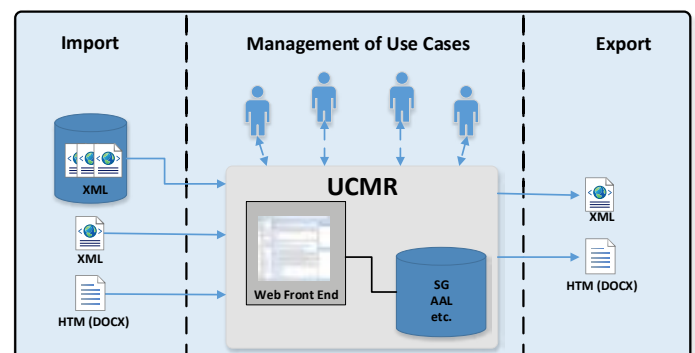 Import
Management of Use Cases
Export
XML
UCMR
XML
XML
Web Front End
SG
AAL
etc.
HTM (DOCX)
HTM (DOCX)